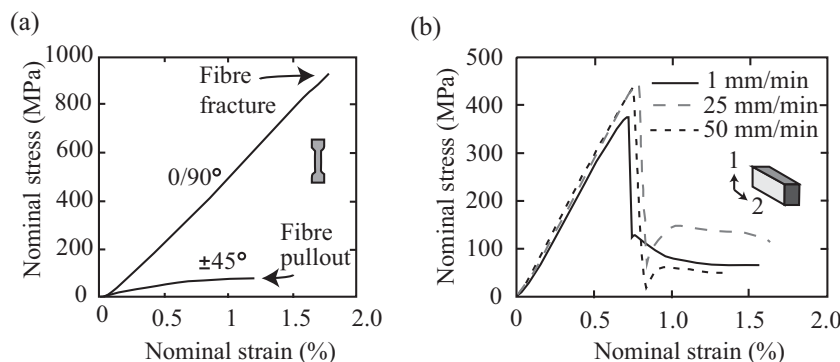 (a)
Nominal stress (MPa)
1000
800
600
400
200
0
Fibre
fracture
0/90°
±45°
Fibre
pullout
0 0.5 1.0 1.5 2.0
Nominal strain (%)
(b)
Nominal stress (MPa)
500
400
300
200
100
0
1 mm/min
25 mm/min
50 mm/min
1
2
0 0.5 1.0 1.5 2.0
Nominal strain (%)